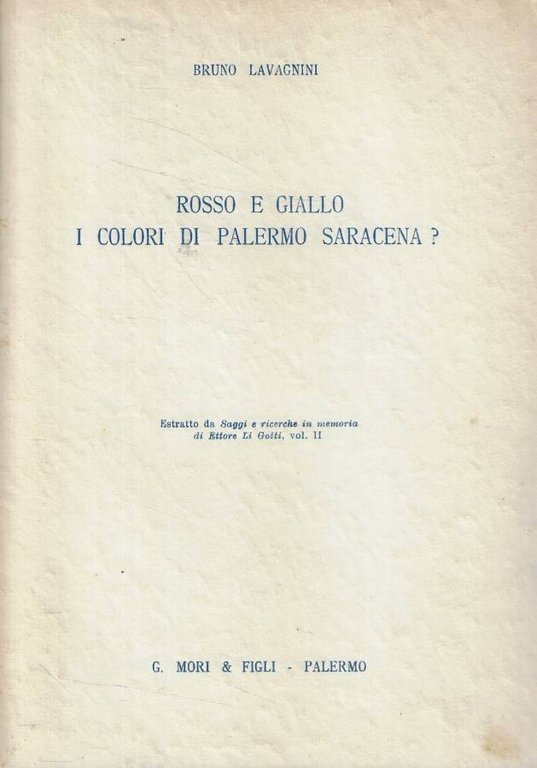 BRUNO LAVAGNINI
ROSSO E GIALLO
I COLORI DI PALERMO SARACENA ?
Estratto da Saggi e ricerche in memoria
di Ettore Li Gotti, vol. II
G. MORI & FIGLI - PALERMO